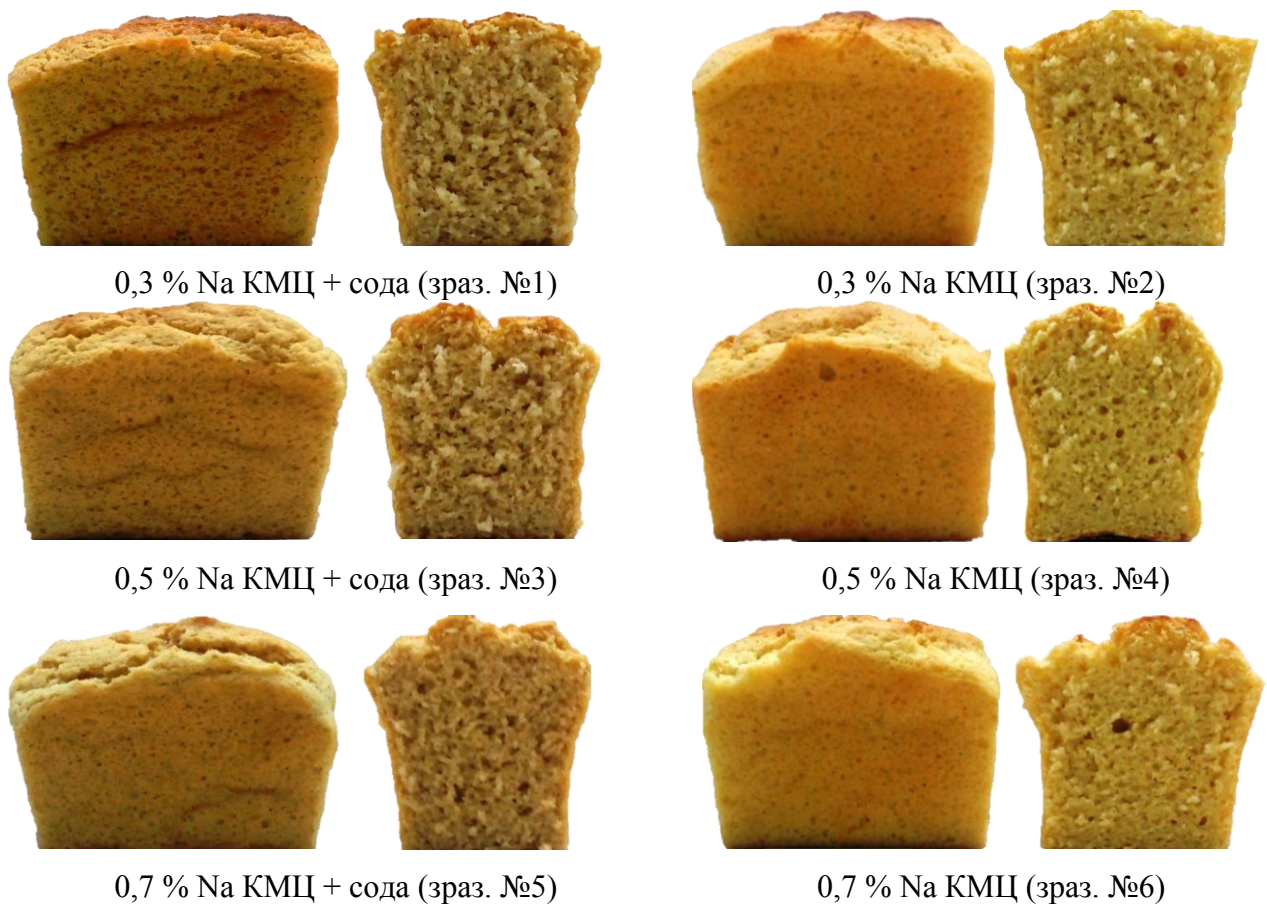 0,3 % Na КМЦ + сода (зраз. №1)
0,3 % Na КМЦ (зраз. №2)
0,5 % Na КМЦ + сода (зраз. №3)
0,5 % Na КМЦ (зраз. №4)
0,7 % Na КМЦ + сода (зраз. №5)
0,7 % Na КМЦ (зраз. №6)